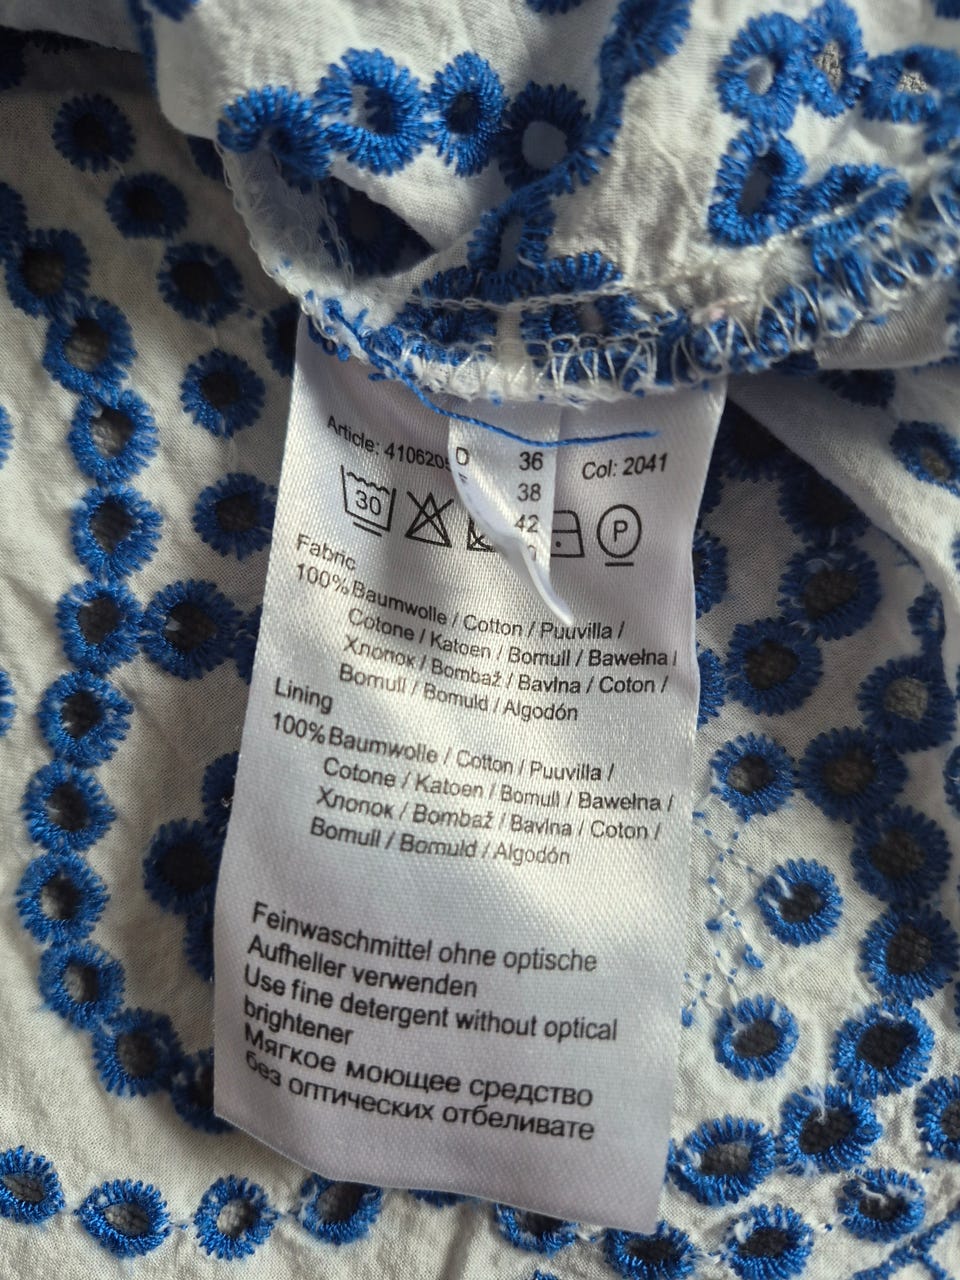 D 36
38
42
Article: 410620 Col: 2041
30 P
Fabric
100% Baumwolle / Cotton / Puuvilla /
Cotone / Katoen / Bomull / Bawełna /
Хлопок / Bombaž / Bavlna / Coton /
Bomull / Bomuld / Algodón
Lining
100% Baumwolle / Cotton / Puuvilla /
Cotone / Katoen / Bomull / Bawełna /
Хлопок / Bombaž / Bavlna / Coton /
Bomull / Bomuld / Algodón
Feinwaschmittel ohne optische
Aufheller verwenden
Use fine detergent without optical
brightener
Мягкое моющее средство
без оптических отбеливате